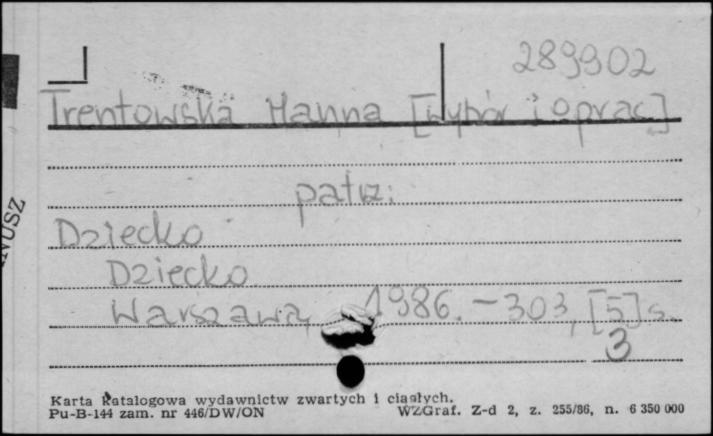 289902
Trentowska Hanna [wybór i oprac]
patrz:
Dziecko
Dziecko
Warszawa, 1986. – 303, [5] s.
3
Karta katalogowa wydawnictw zwartych i ciągłych.
Pu-B-144 zam. nr 446/DW/ON WZGraf. Z-d 2, z. 255/86, n. 6 350 000